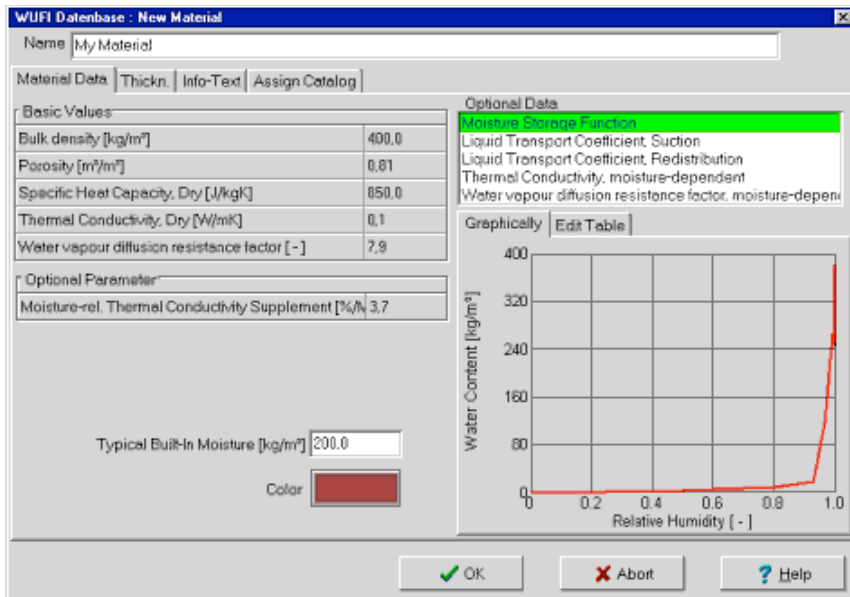 WUFI Datenbase : New Material
Name My Material
Material Data Thickn. Info-Text Assign Catalog
Basic Values
Bulk density [kg/m³] 400,0
Porosity [m³/m³] 0,81
Specific Heat Capacity, Dry [J/kgK] 850,0
Thermal Conductivity, Dry [W/mK] 0,1
Water vapour diffusion resistance factor [ - ] 7,9
Optional Parameter
Moisture-rel. Thermal Conductivity Supplement [%/M 3,7
Typical Built-In Moisture [kg/m³] 200.0
Color
Optional Data
Moisture Storage Function
Liquid Transport Coefficient, Suction
Liquid Transport Coefficient, Redistribution
Thermal Conductivity, moisture-dependent
Water vapour diffusion resistance factor, moisture-depen
Graphically Edit Table
Water Content [kg/m³]
400
320
240
160
80
0
0 0.2 0.4 0.6 0.8 1.0
Relative Humidity [ - ]
OK Abort Help